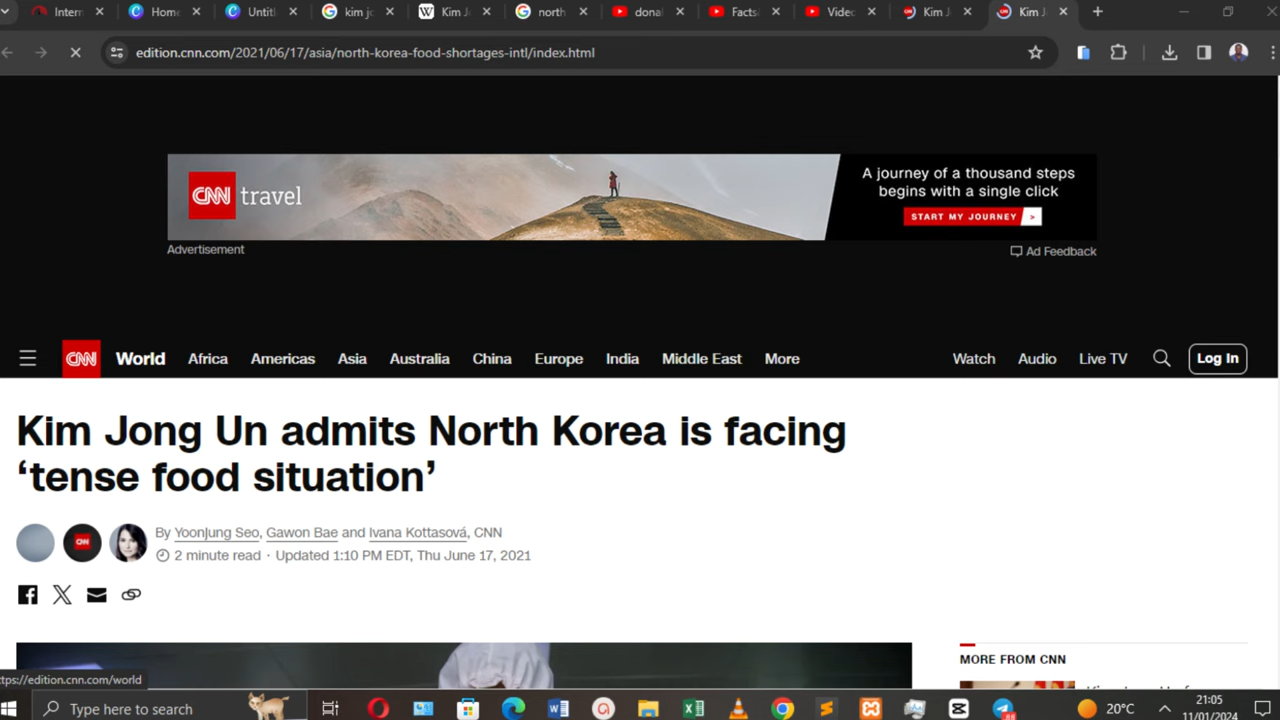 Intern
Home
Untitl
kim jo
Kim J
north
donal
Facts
Video
Kim J
Kim J
edition.cnn.com/2021/06/17/asia/north-korea-food-shortages-intl/index.html
CNN travel
A journey of a thousand steps
begins with a single click
START MY JOURNEY >
Advertisement
Ad Feedback
CNN World Africa Americas Asia Australia China Europe India Middle East More Watch Audio Live TV Log In
Kim Jong Un admits North Korea is facing
‘tense food situation’
By YoonJung Seo, Gawon Bae and Ivana Kottasová, CNN
2 minute read · Updated 1:10 PM EDT, Thu June 17, 2021
MORE FROM CNN
ttps://edition.cnn.com/world
Type here to search
20°C
21:05
11/01/2024